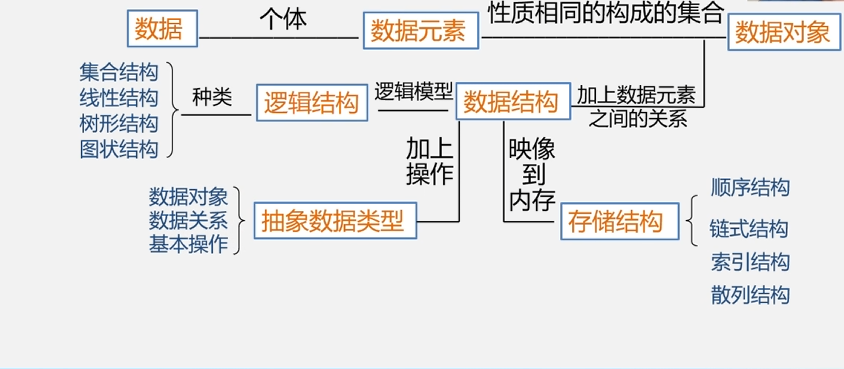 数据
个体
数据元素
性质相同的构成的集合
数据对象
集合结构
线性结构
树形结构
图状结构
种类
逻辑结构
逻辑模型
数据结构
加上数据元素
之间的关系
加上
操作
映像
到
内存
数据对象
数据关系
基本操作
抽象数据类型
存储结构
顺序结构
链式结构
索引结构
散列结构